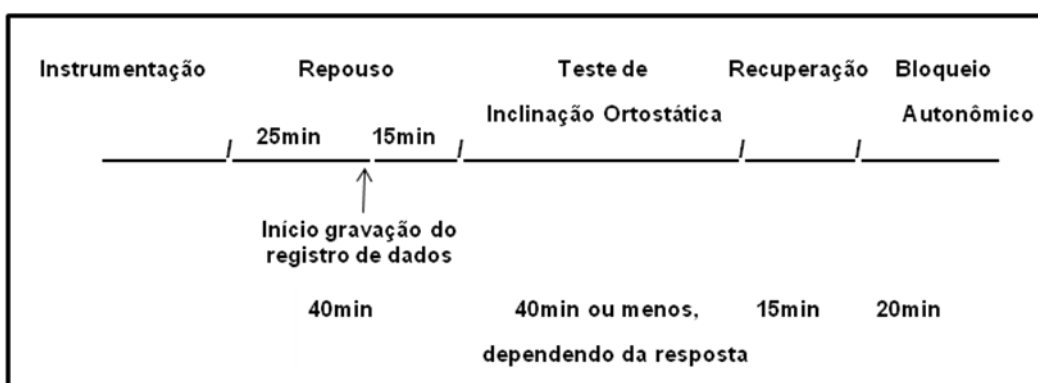 Instrumentação Repouso Teste de Recuperação Bloqueio
Inclinação Ortostática Autonômico
25min 15min
Início gravação do
registro de dados
40min 40min ou menos, 15min 20min
dependendo da resposta